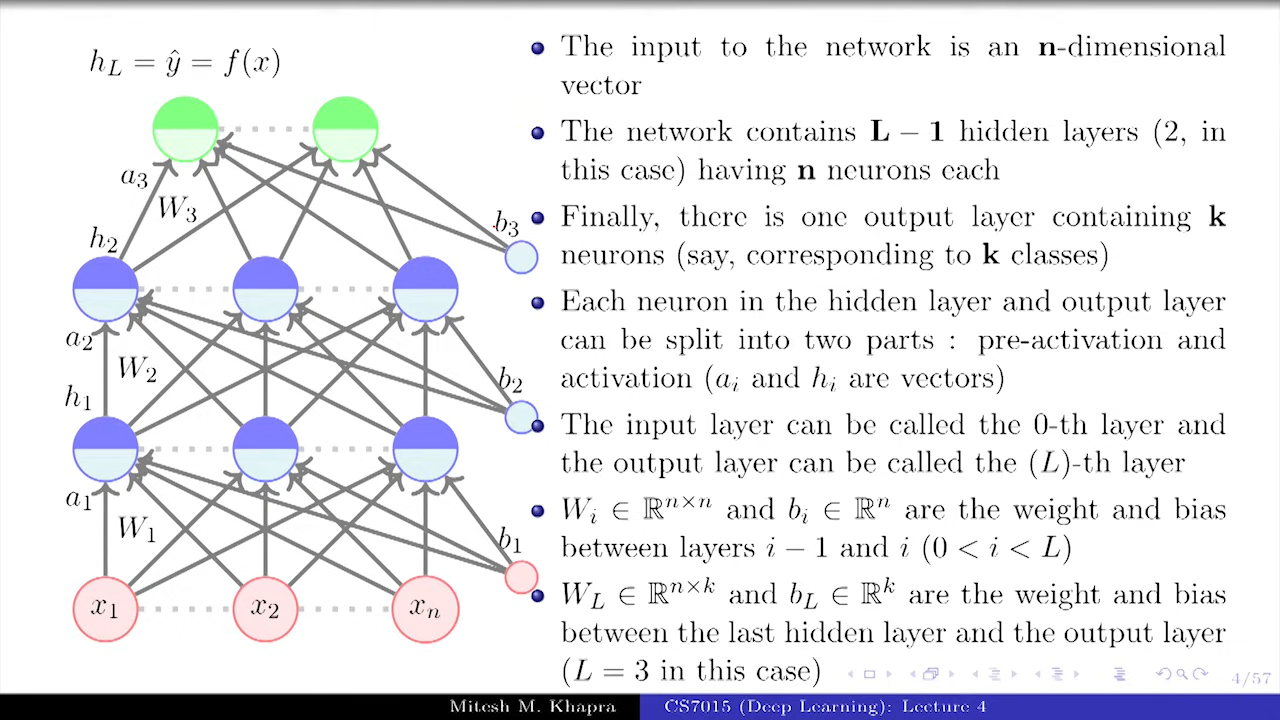 h_L = ŷ = f(x)
a_3
W_3
h_2
b_3
a_2
W_2
h_1
b_2
a_1
W_1
b_1
x_1 x_2 x_n
The input to the network is an n-dimensional
vector
The network contains L − 1 hidden layers (2, in
this case) having n neurons each
Finally, there is one output layer containing k
neurons (say, corresponding to k classes)
Each neuron in the hidden layer and output layer
can be split into two parts : pre-activation and
activation (a_i and h_i are vectors)
The input layer can be called the 0-th layer and
the output layer can be called the (L)-th layer
W_i ∈ ℝ^{n×n} and b_i ∈ ℝ^n are the weight and bias
between layers i − 1 and i (0 < i < L)
W_L ∈ ℝ^{n×k} and b_L ∈ ℝ^k are the weight and bias
between the last hidden layer and the output layer
(L = 3 in this case)
4/57
Mitesh M. Khapra CS7015 (Deep Learning): Lecture 4